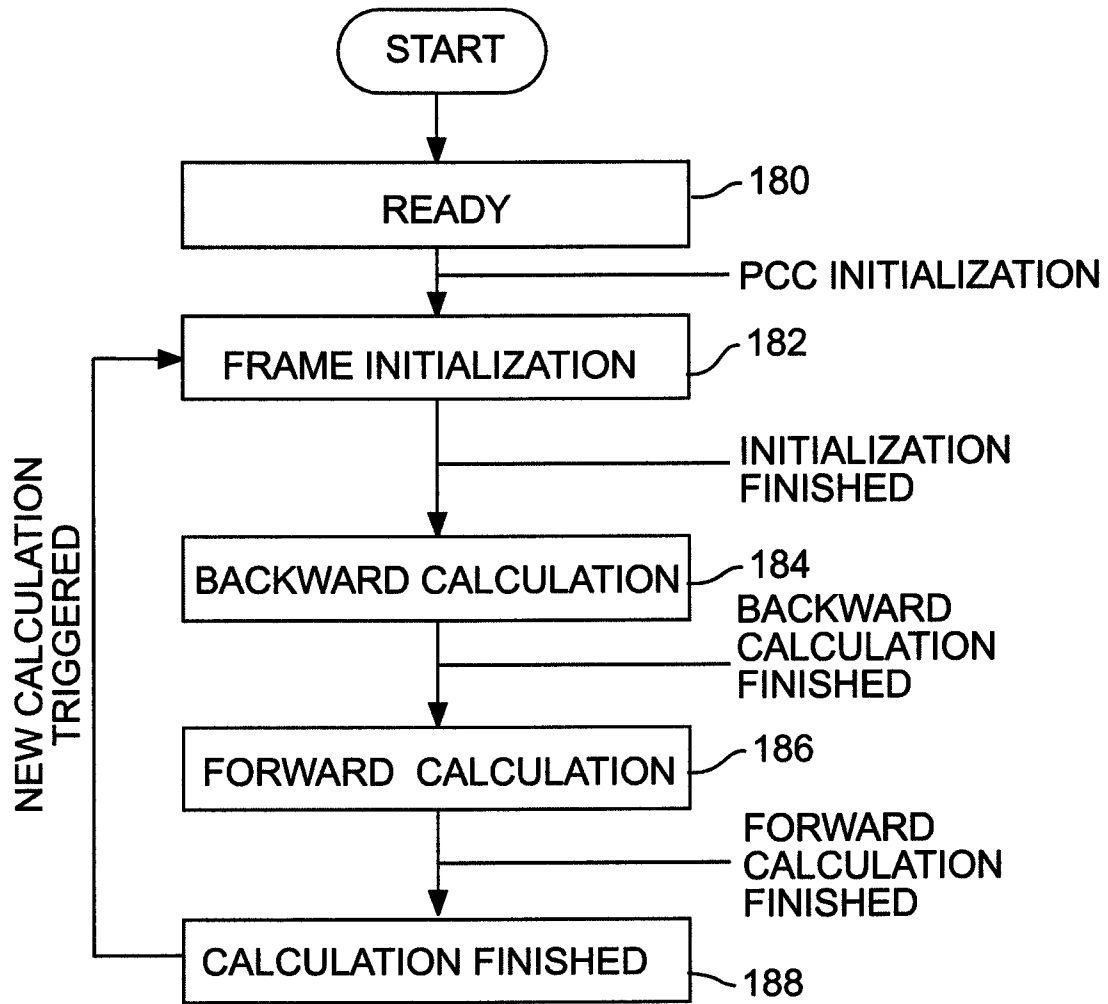 START
READY
180
PCC INITIALIZATION
FRAME INITIALIZATION
182
INITIALIZATION
FINISHED
NEW CALCULATION
TRIGGERED
BACKWARD CALCULATION
184
BACKWARD
CALCULATION
FINISHED
FORWARD CALCULATION
186
FORWARD
CALCULATION
FINISHED
CALCULATION FINISHED
188